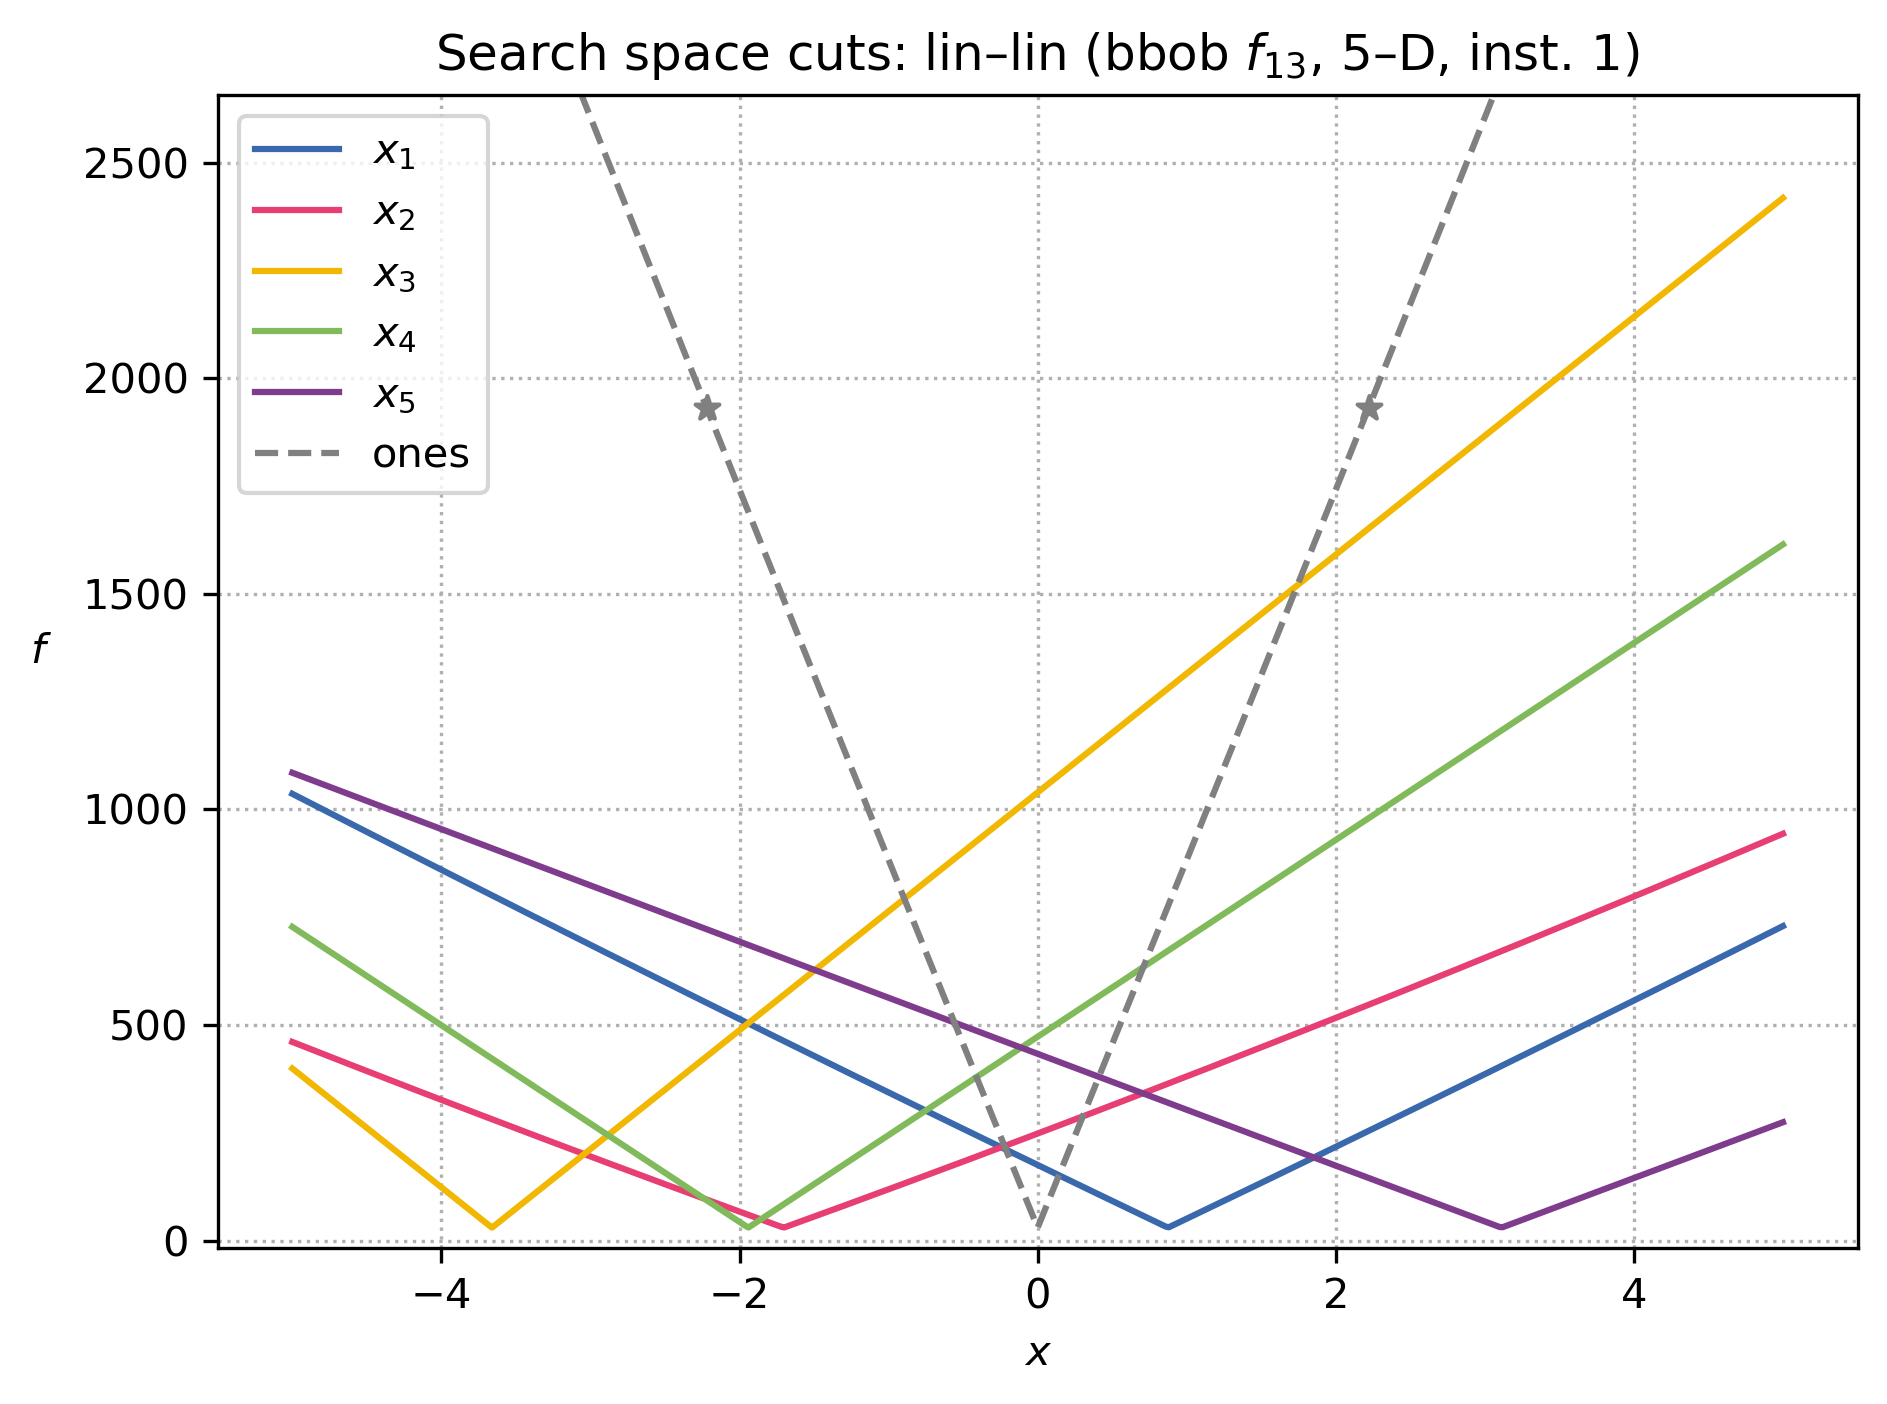 Search space cuts: lin–lin (bbob f13, 5–D, inst. 1)
x1
x2
x3
x4
x5
ones
2500
2000
1500
1000
500
0
f
−4 −2 0 2 4
x